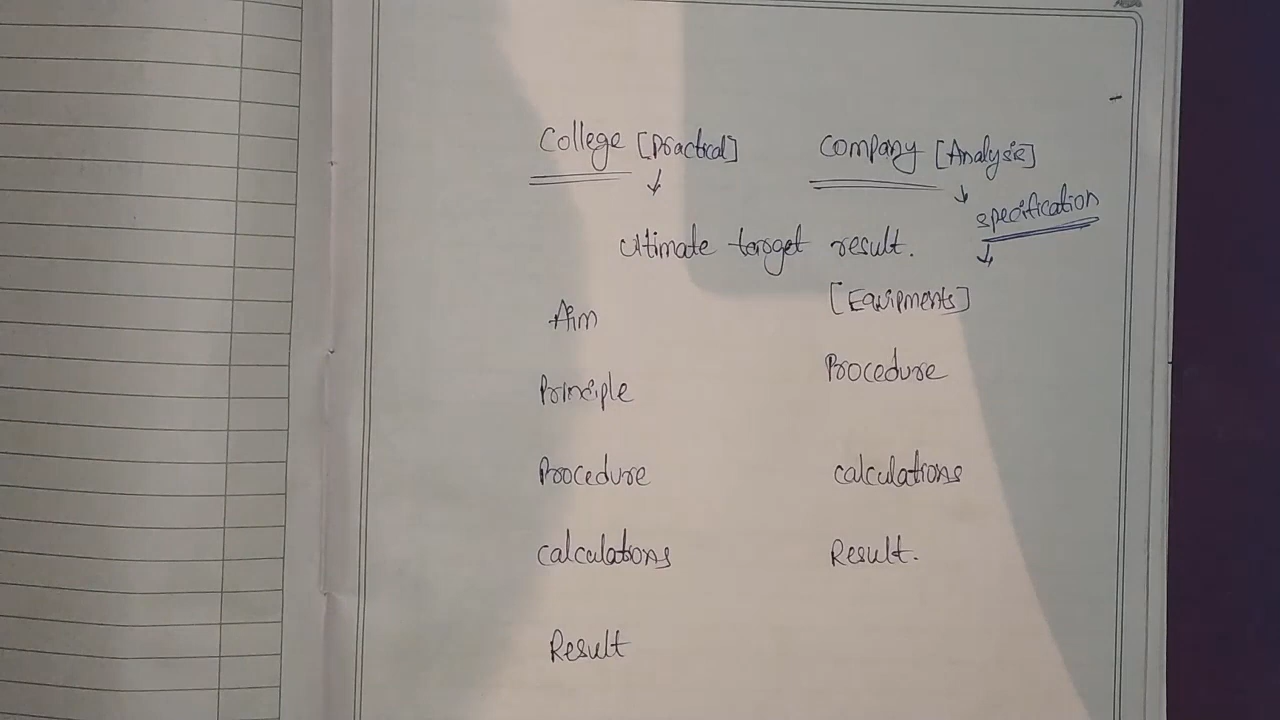 College [Practical]
Company [Analysis]
specification
Ultimate target result.
[Equipments]
Aim
Procedure
Principle
Procedure
calculations
calculations
Result.
Result